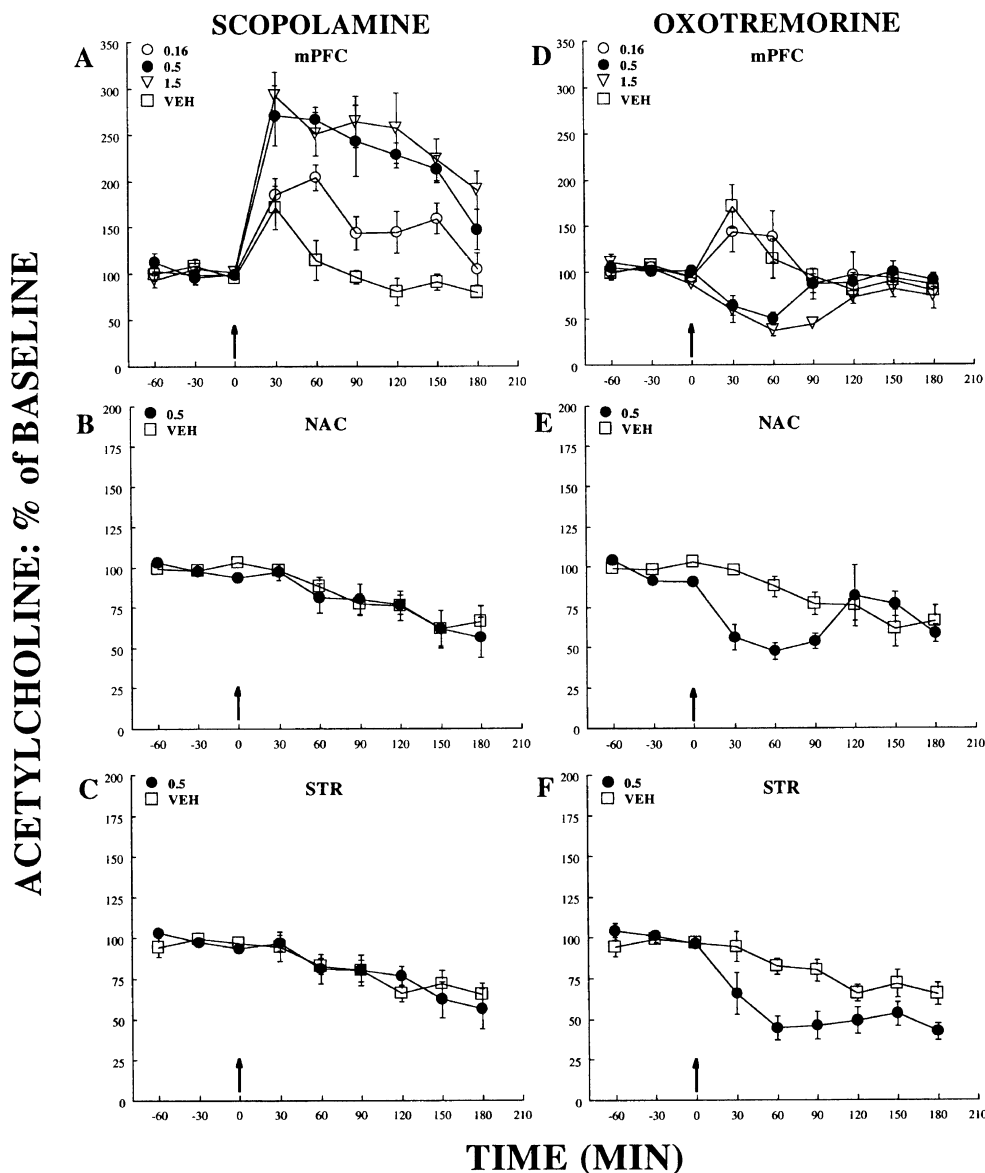 SCOPOLAMINE
OXOTREMORINE
ACETYLCHOLINE: % of BASELINE
A
mPFC
0.16
0.5
1.5
VEH
350
300
250
200
150
100
50
0
-60 -30 0 30 60 90 120 150 180 210
D
mPFC
0.16
0.5
1.5
VEH
350
300
250
200
150
100
50
0
-60 -30 0 30 60 90 120 150 180 210
B
NAC
0.5
VEH
200
175
150
125
100
75
50
25
0
-60 -30 0 30 60 90 120 150 180 210
E
NAC
0.5
VEH
200
175
150
125
100
75
50
25
0
-60 -30 0 30 60 90 120 150 180 210
C
STR
0.5
VEH
200
175
150
125
100
75
50
25
0
-60 -30 0 30 60 90 120 150 180 210
F
STR
0.5
VEH
200
175
150
125
100
75
50
25
0
-60 -30 0 30 60 90 120 150 180 210
TIME (MIN)